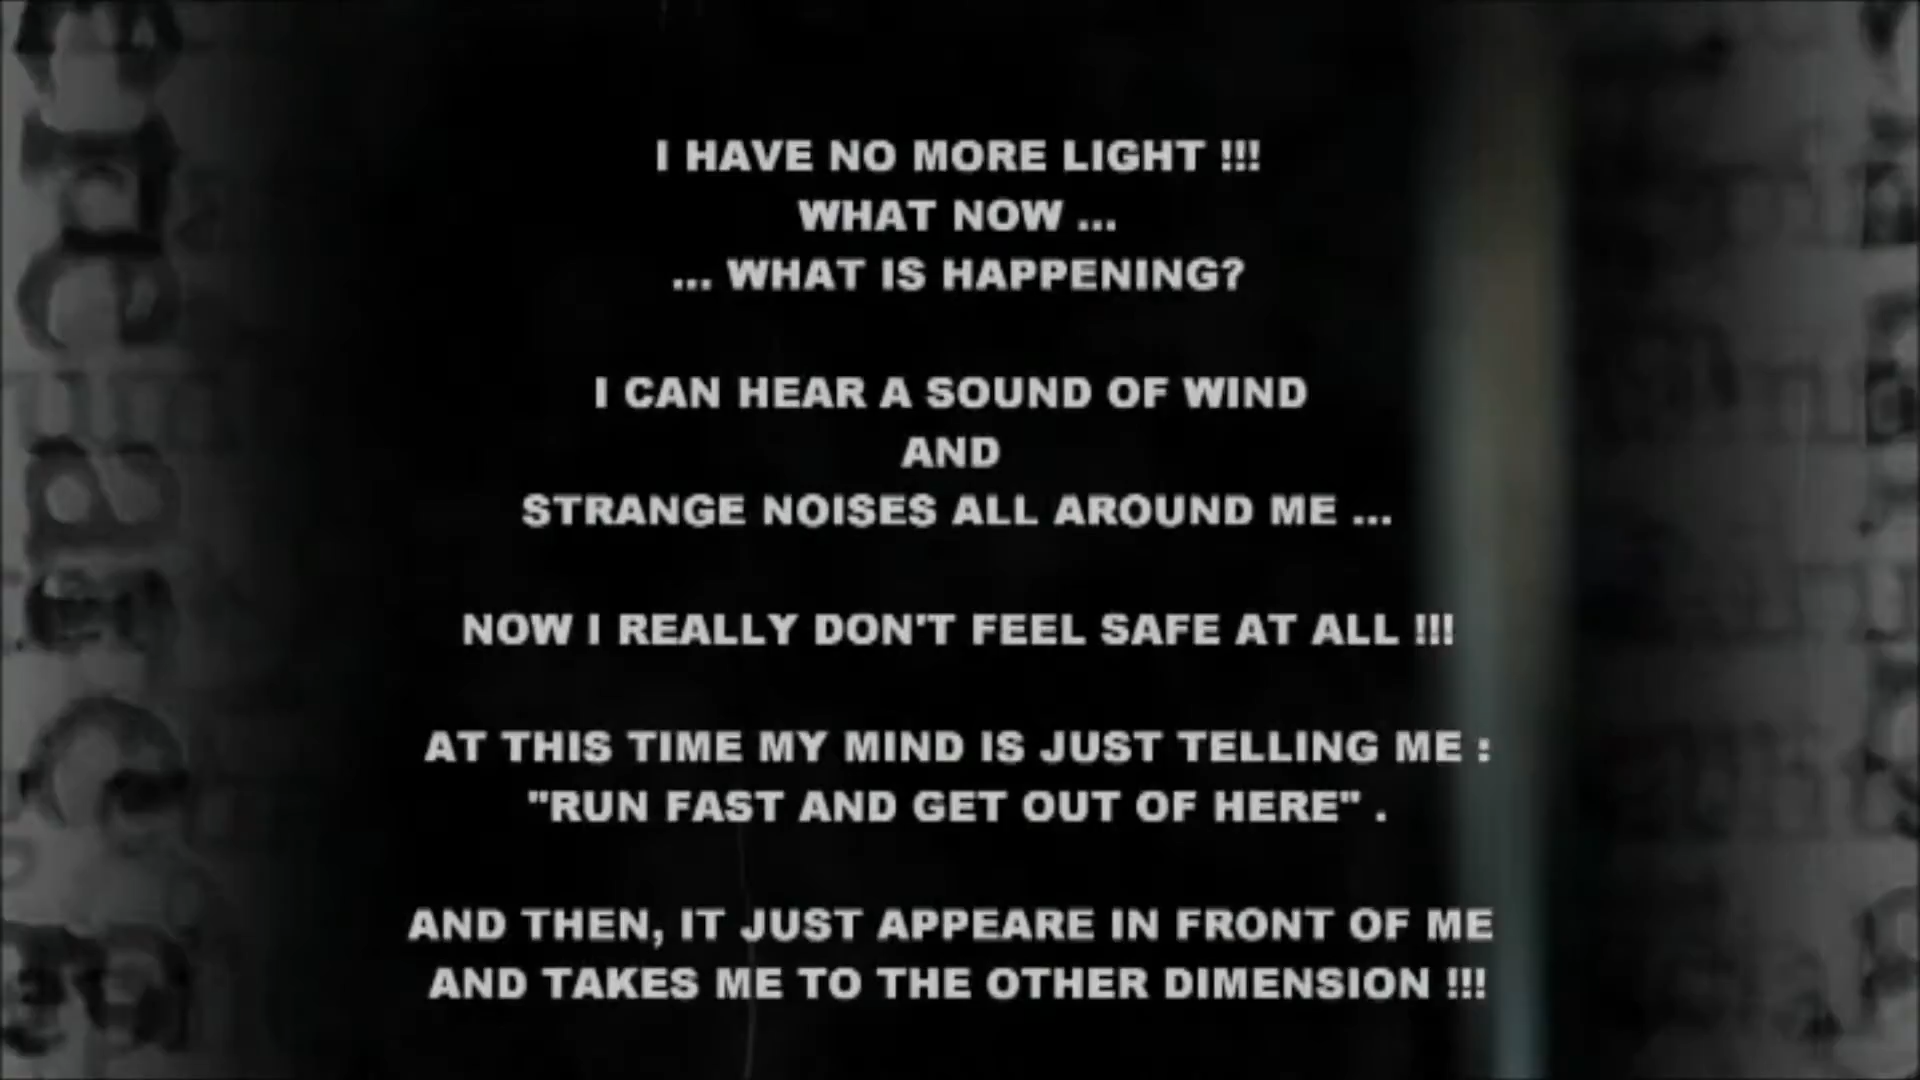 I HAVE NO MORE LIGHT !!!
WHAT NOW ...
... WHAT IS HAPPENING?
I CAN HEAR A SOUND OF WIND
AND
STRANGE NOISES ALL AROUND ME ...
NOW I REALLY DON'T FEEL SAFE AT ALL !!!
AT THIS TIME MY MIND IS JUST TELLING ME :
"RUN FAST AND GET OUT OF HERE" .
AND THEN, IT JUST APPEARE IN FRONT OF ME
AND TAKES ME TO THE OTHER DIMENSION !!!